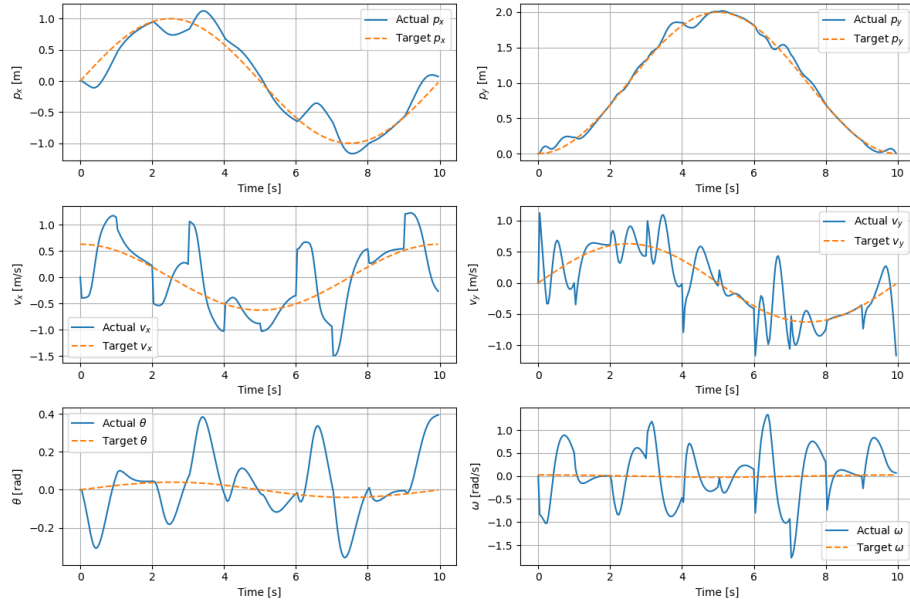 1.0
0.5
0.0
−0.5
−1.0
p_x [m]
0
2
4
6
8
10
Time [s]
Actual p_x
Target p_x
2.0
1.5
1.0
0.5
0.0
p_y [m]
0
2
4
6
8
10
Time [s]
Actual p_y
Target p_y
1.0
0.5
0.0
−0.5
−1.0
−1.5
v_x [m/s]
0
2
4
6
8
10
Time [s]
Actual v_x
Target v_x
1.0
0.5
0.0
−0.5
−1.0
v_y [m/s]
0
2
4
6
8
10
Time [s]
Actual v_y
Target v_y
0.4
0.2
0.0
−0.2
θ [rad]
0
2
4
6
8
10
Time [s]
Actual θ
Target θ
1.0
0.5
0.0
−0.5
−1.0
−1.5
ω [rad/s]
0
2
4
6
8
10
Time [s]
Actual ω
Target ω